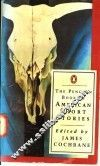 THE PENGUIN
BOOK OF
AMERICAN
SHORT
STORIES
Edited by
JAMES
COCHRANE